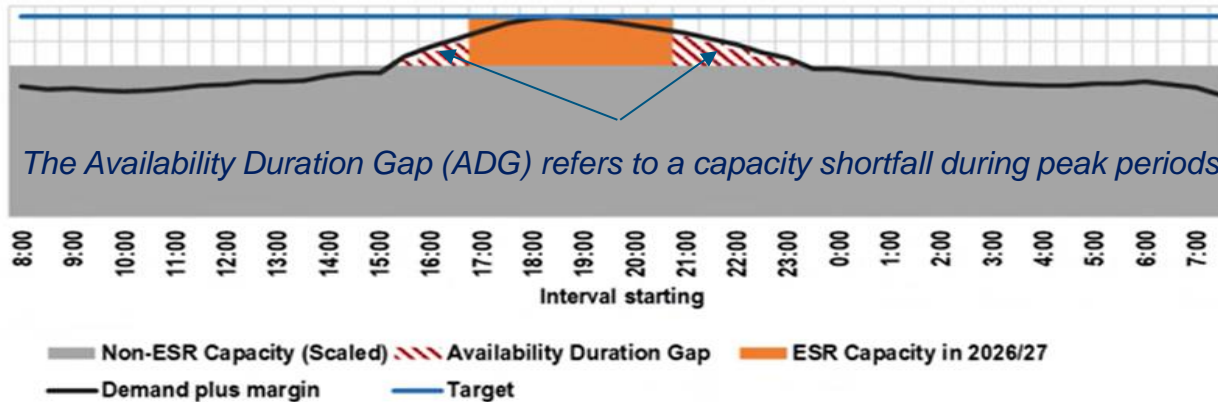 The Availability Duration Gap (ADG) refers to a capacity shortfall during peak periods
8:00 9:00 10:00 11:00 12:00 13:00 14:00 15:00 16:00 17:00 18:00 19:00 20:00 21:00 22:00 23:00 0:00 1:00 2:00 3:00 4:00 5:00 6:00 7:00
Interval starting
Non-ESR Capacity (Scaled) Availability Duration Gap ESR Capacity in 2026/27
Demand plus margin Target